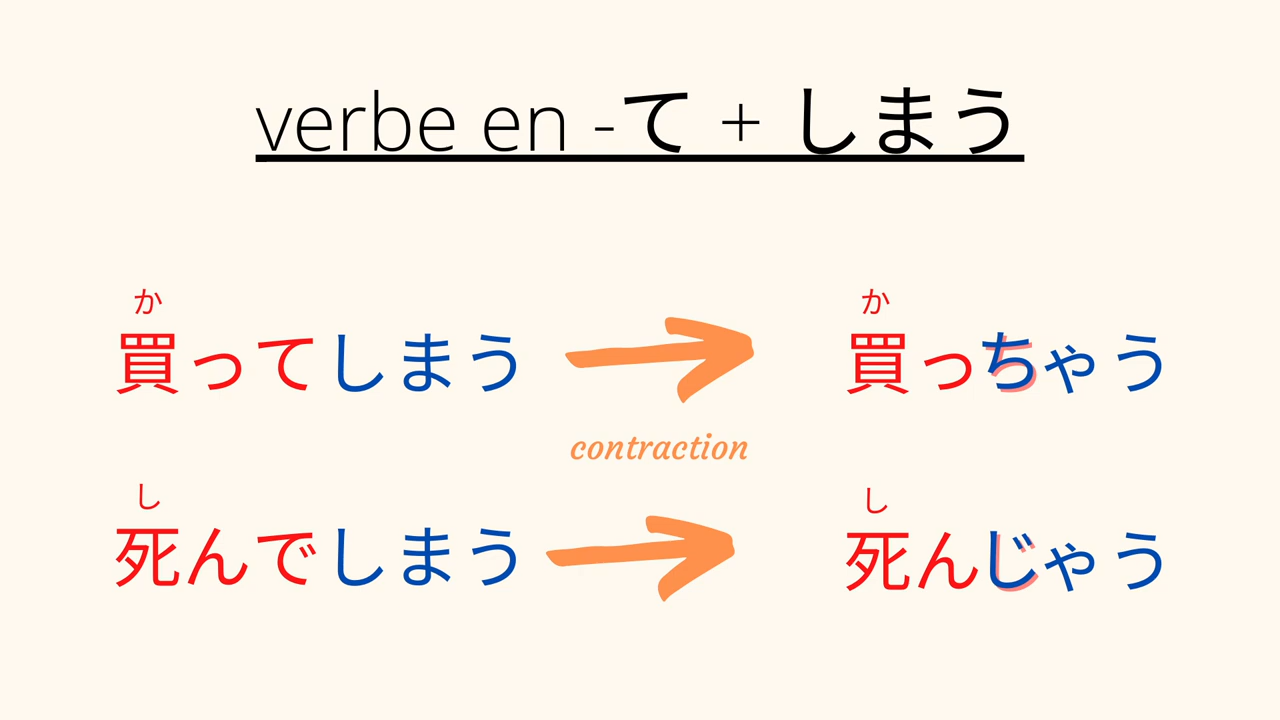 verbe en -て + しまう
か
買ってしまう
か
買っちゃう
contraction
し
死んでしまう
し
死んじゃう